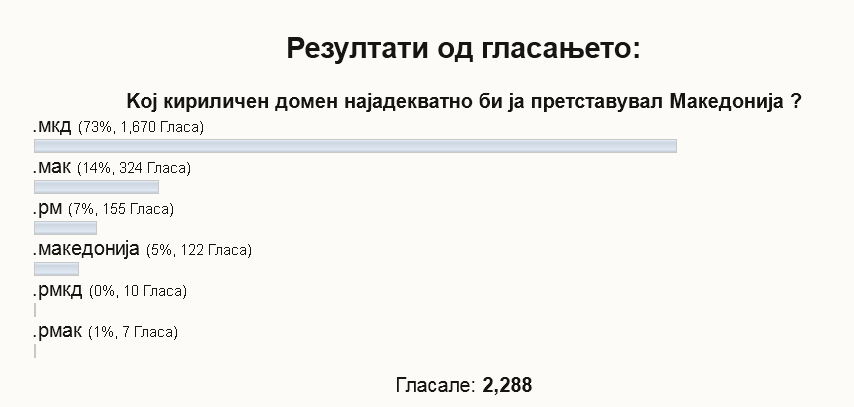 Резултати од гласањето:
Кој кириличен домен најадекватно би ја претставувал Македонија ?
.мкд (73%, 1,670 Гласа)
.мак (14%, 324 Гласа)
.рм (7%, 155 Гласа)
.македонија (5%, 122 Гласа)
.рмкд (0%, 10 Гласа)
.рмак (1%, 7 Гласа)
Гласале: 2,288